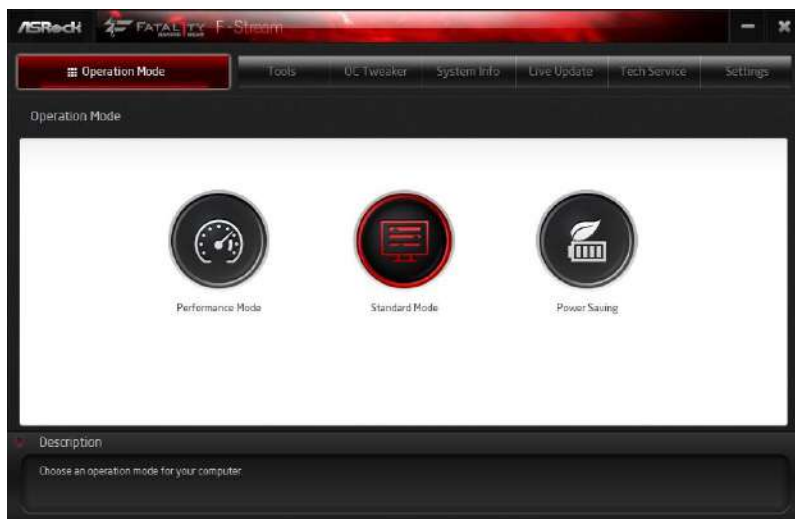 ASRock FATAL1TY F-Stream
Operation Mode Tools OC Tweaker System Info Live Update Tech Service Settings
Operation Mode
Performance Mode Standard Mode Power Saving
Description
Choose an operation mode for your computer